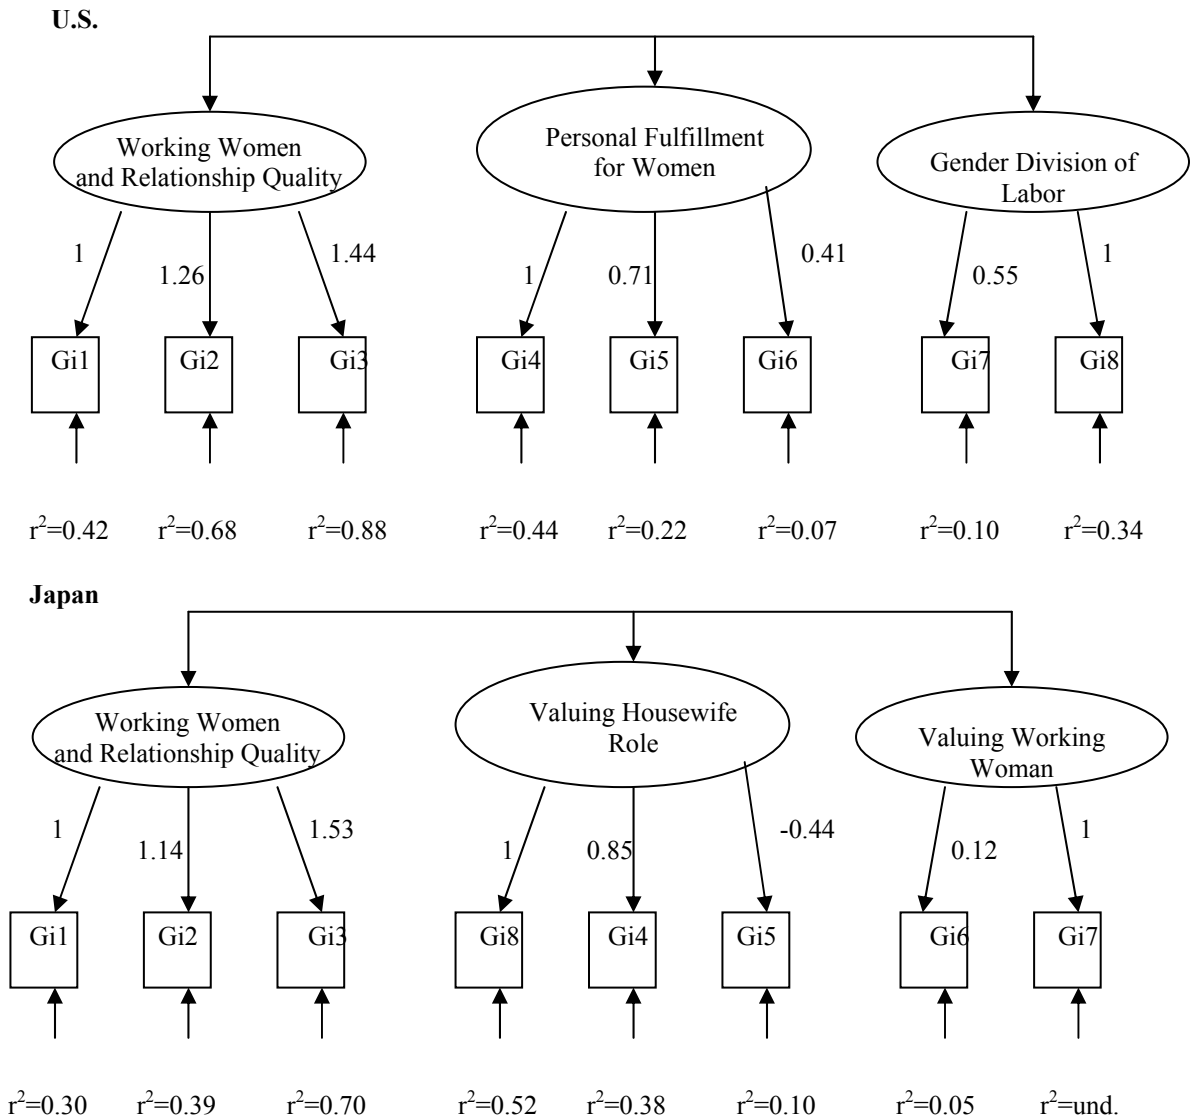 U.S.
Working Women
and Relationship Quality
Personal Fulfillment
for Women
Gender Division of
Labor
1
1.26
1.44
1
0.71
0.41
0.55
1
Gi1
Gi2
Gi3
Gi4
Gi5
Gi6
Gi7
Gi8
r²=0.42
r²=0.68
r²=0.88
r²=0.44
r²=0.22
r²=0.07
r²=0.10
r²=0.34
Japan
Working Women
and Relationship Quality
Valuing Housewife
Role
Valuing Working
Woman
1
1.14
1.53
1
0.85
-0.44
0.12
1
Gi1
Gi2
Gi3
Gi8
Gi4
Gi5
Gi6
Gi7
r²=0.30
r²=0.39
r²=0.70
r²=0.52
r²=0.38
r²=0.10
r²=0.05
r²=und.